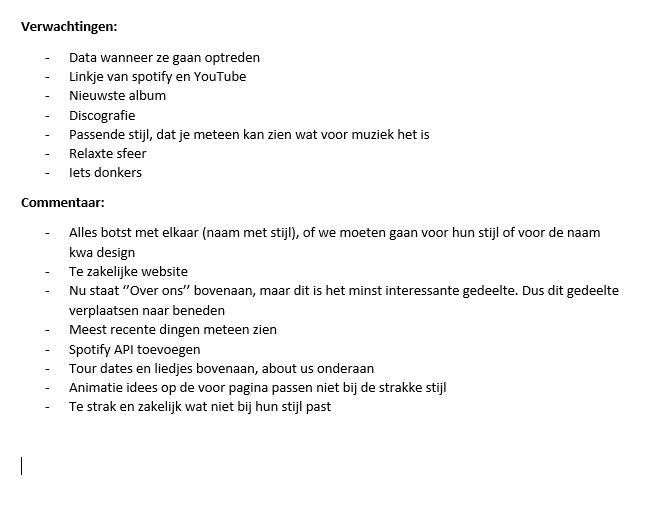 Verwachtingen:
- Data wanneer ze gaan optreden
- Linkje van spotify en YouTube
- Nieuwste album
- Discografie
- Passende stijl, dat je meteen kan zien wat voor muziek het is
- Relaxte sfeer
- Iets donkers
Commentaar:
- Alles botst met elkaar (naam met stijl), of we moeten gaan voor hun stijl of voor de naam
kwa design
- Te zakelijke website
- Nu staat ‘’Over ons’’ bovenaan, maar dit is het minst interessante gedeelte. Dus dit gedeelte
verplaatsen naar beneden
- Meest recente dingen meteen zien
- Spotify API toevoegen
- Tour dates en liedjes bovenaan, about us onderaan
- Animatie idees op de voor pagina passen niet bij de strakke stijl
- Te strak en zakelijk wat niet bij hun stijl past